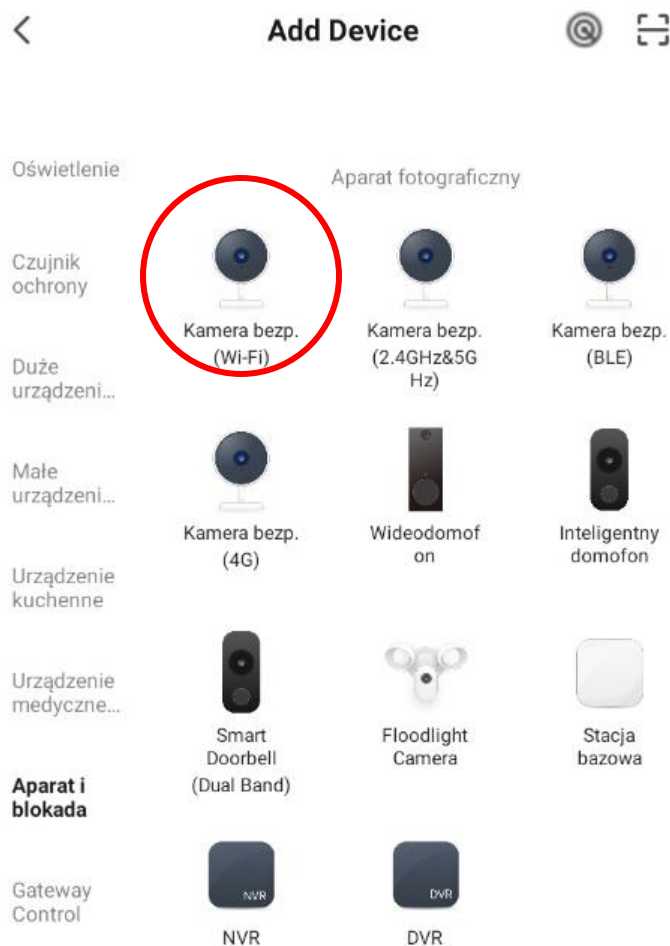 Add Device
Oświetlenie
Czujnik
ochrony
Duże
urządzeni...
Małe
urządzeni...
Urządzenie
kuchenne
Urządzenie
medyczne...
Aparat i
blokada
Gateway
Control
Aparat fotograficzny
Kamera bezp.
(Wi-Fi)
Kamera bezp.
(2.4GHz&5G
Hz)
Kamera bezp.
(BLE)
Kamera bezp.
(4G)
Wideodomof
on
Inteligentny
domofon
Smart
Doorbell
(Dual Band)
Floodlight
Camera
Stacja
bazowa
NVR
NVR
DVR
DVR